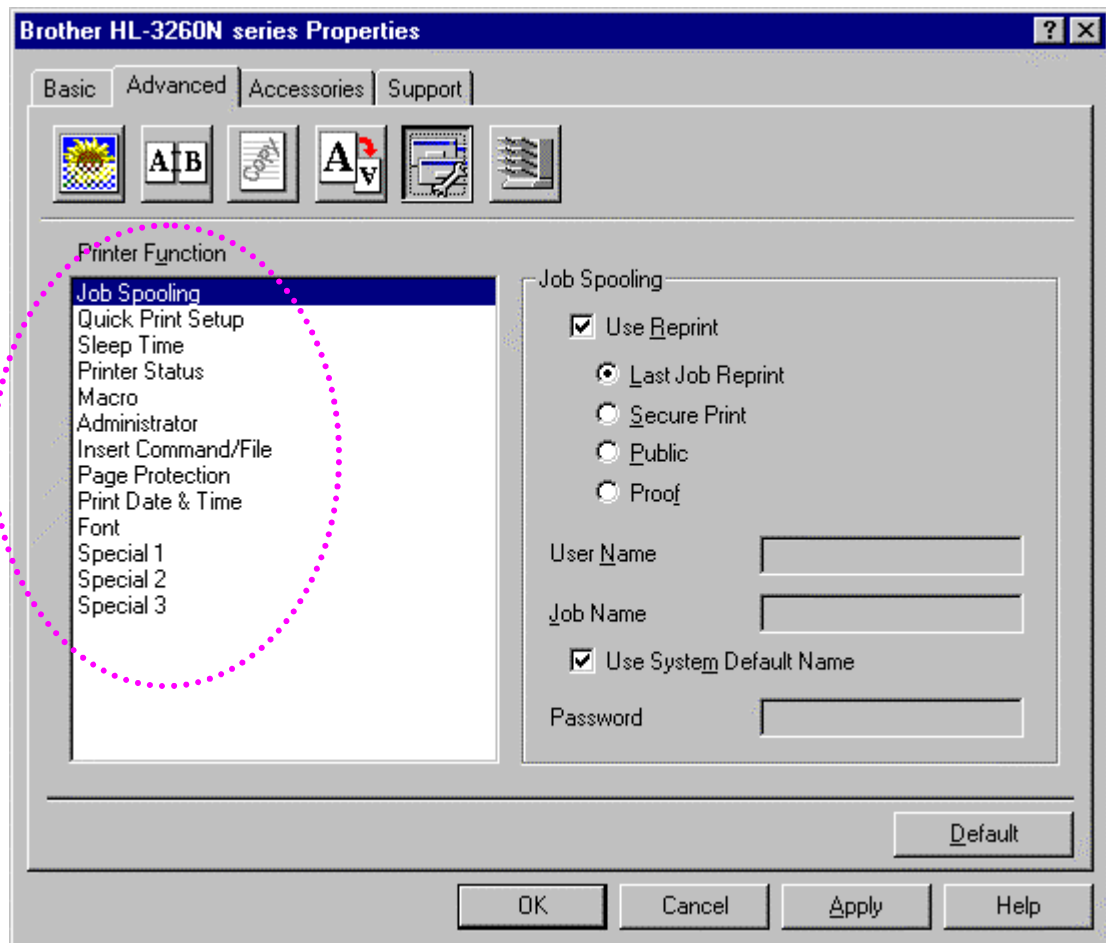 Brother HL-3260N series Properties
? X
Basic Advanced Accessories Support
A B COPY A V
Printer Function
Job Spooling
Quick Print Setup
Sleep Time
Printer Status
Macro
Administrator
Insert Command/File
Page Protection
Print Date & Time
Font
Special 1
Special 2
Special 3
Job Spooling
Use Reprint
Last Job Reprint
Secure Print
Public
Proof
User Name
Job Name
Use System Default Name
Password
Default
OK Cancel Apply Help